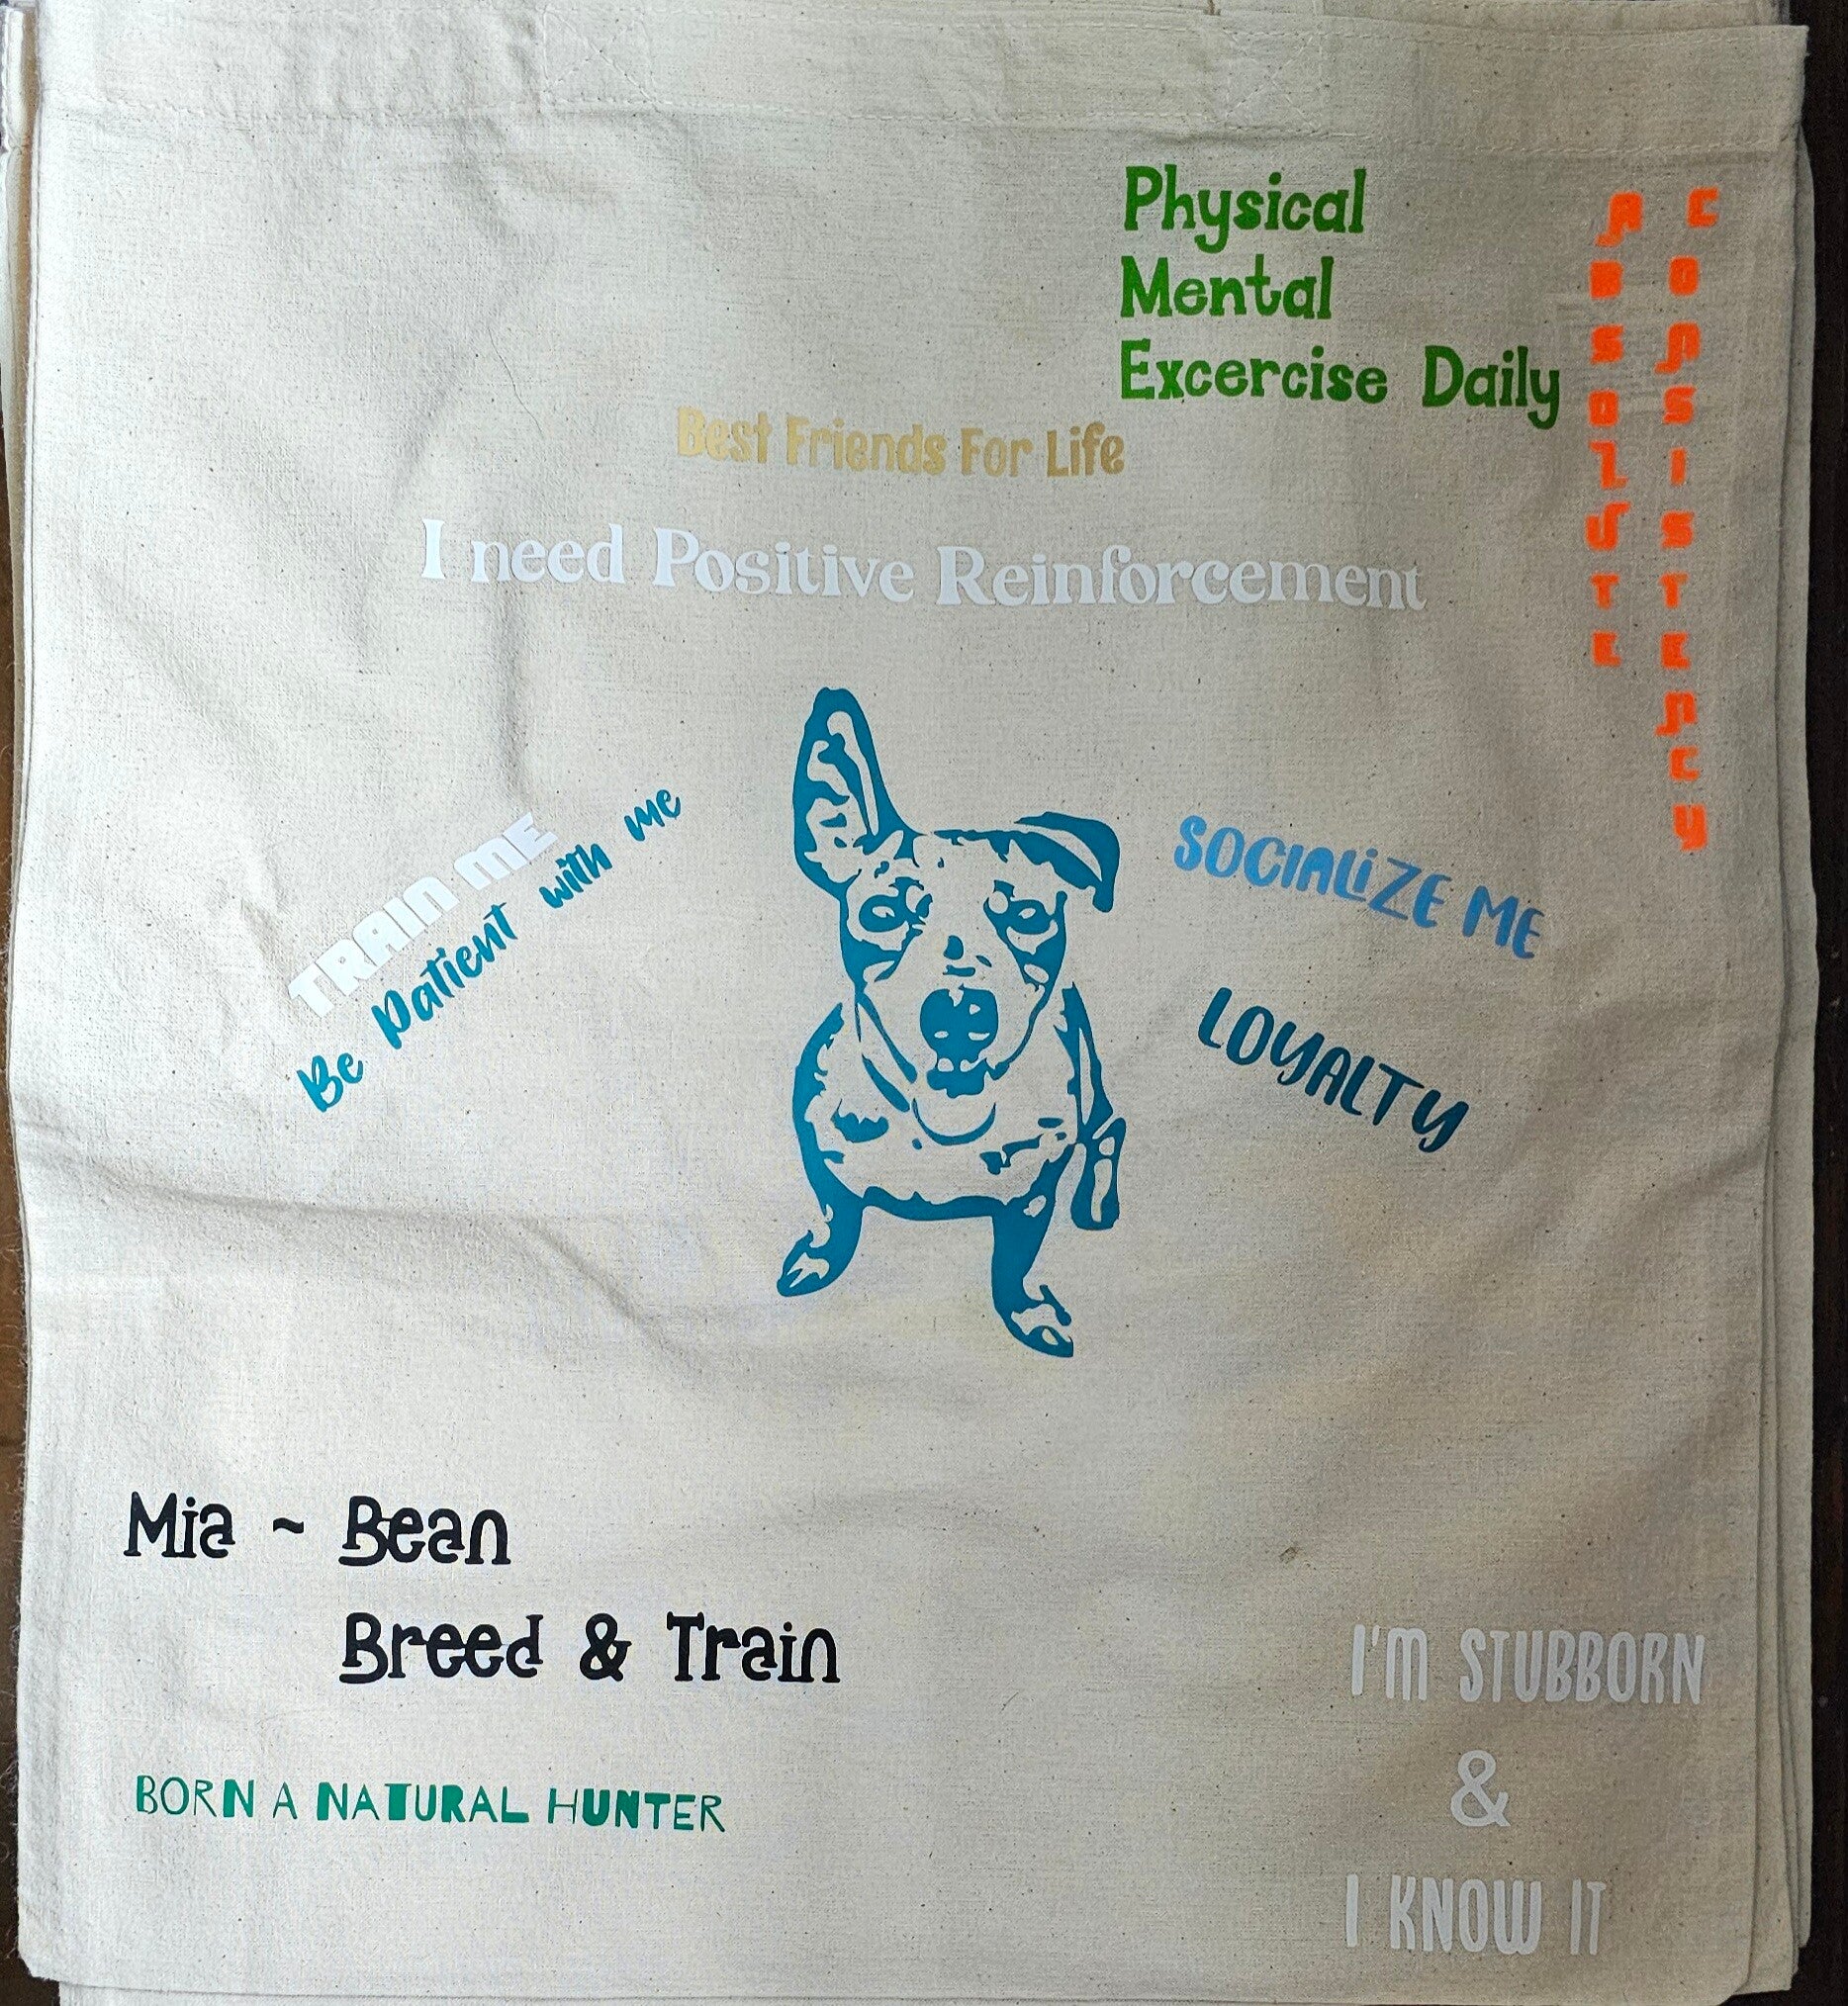 Physical
Mental
Excercise Daily
ABSOLUTE
CONSISTENCY
Best Friends For Life
I need Positive Reinforcement
TRAIN ME
Be Patient with me
SOCIALiZE ME
LOYALTY
Mia ~ Bean
Breed & Train
BORN A NATURAL HUNTER
I'M STUBBORN
&
I KNOW IT